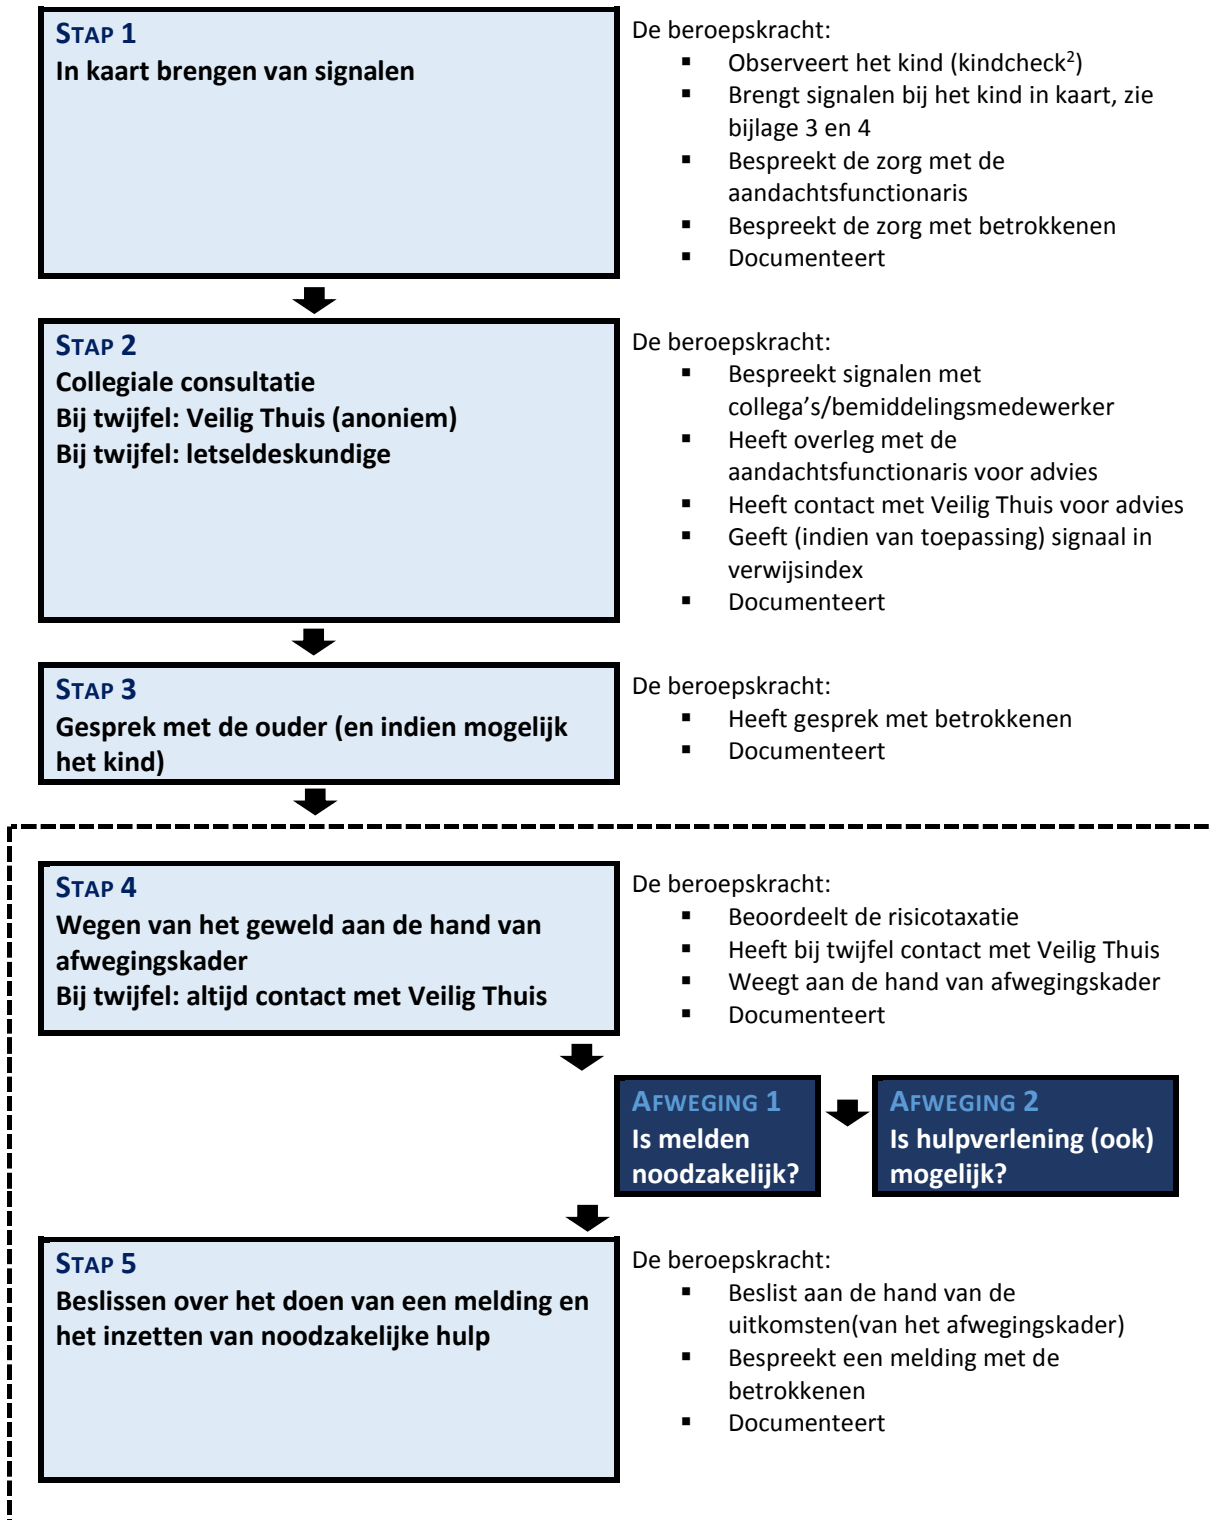 STAP 1
In kaart brengen van signalen
De beroepskracht:
▪ Observeert het kind (kindcheck²)
▪ Brengt signalen bij het kind in kaart, zie
bijlage 3 en 4
▪ Bespreekt de zorg met de
aandachtsfunctionaris
▪ Bespreekt de zorg met betrokkenen
▪ Documenteert
STAP 2
Collegiale consultatie
Bij twijfel: Veilig Thuis (anoniem)
Bij twijfel: letseldeskundige
De beroepskracht:
▪ Bespreekt signalen met
collega’s/bemiddelingsmedewerker
▪ Heeft overleg met de
aandachtsfunctionaris voor advies
▪ Heeft contact met Veilig Thuis voor advies
▪ Geeft (indien van toepassing) signaal in
verwijsindex
▪ Documenteert
STAP 3
Gesprek met de ouder (en indien mogelijk
het kind)
De beroepskracht:
▪ Heeft gesprek met betrokkenen
▪ Documenteert
STAP 4
Wegen van het geweld aan de hand van
afwegingskader
Bij twijfel: altijd contact met Veilig Thuis
De beroepskracht:
▪ Beoordeelt de risicotaxatie
▪ Heeft bij twijfel contact met Veilig Thuis
▪ Weegt aan de hand van afwegingskader
▪ Documenteert
AFWEGING 1
Is melden
noodzakelijk?
AFWEGING 2
Is hulpverlening (ook)
mogelijk?
STAP 5
Beslissen over het doen van een melding en
het inzetten van noodzakelijke hulp
De beroepskracht:
▪ Beslist aan de hand van de
uitkomsten(van het afwegingskader)
▪ Bespreekt een melding met de
betrokkenen
▪ Documenteert